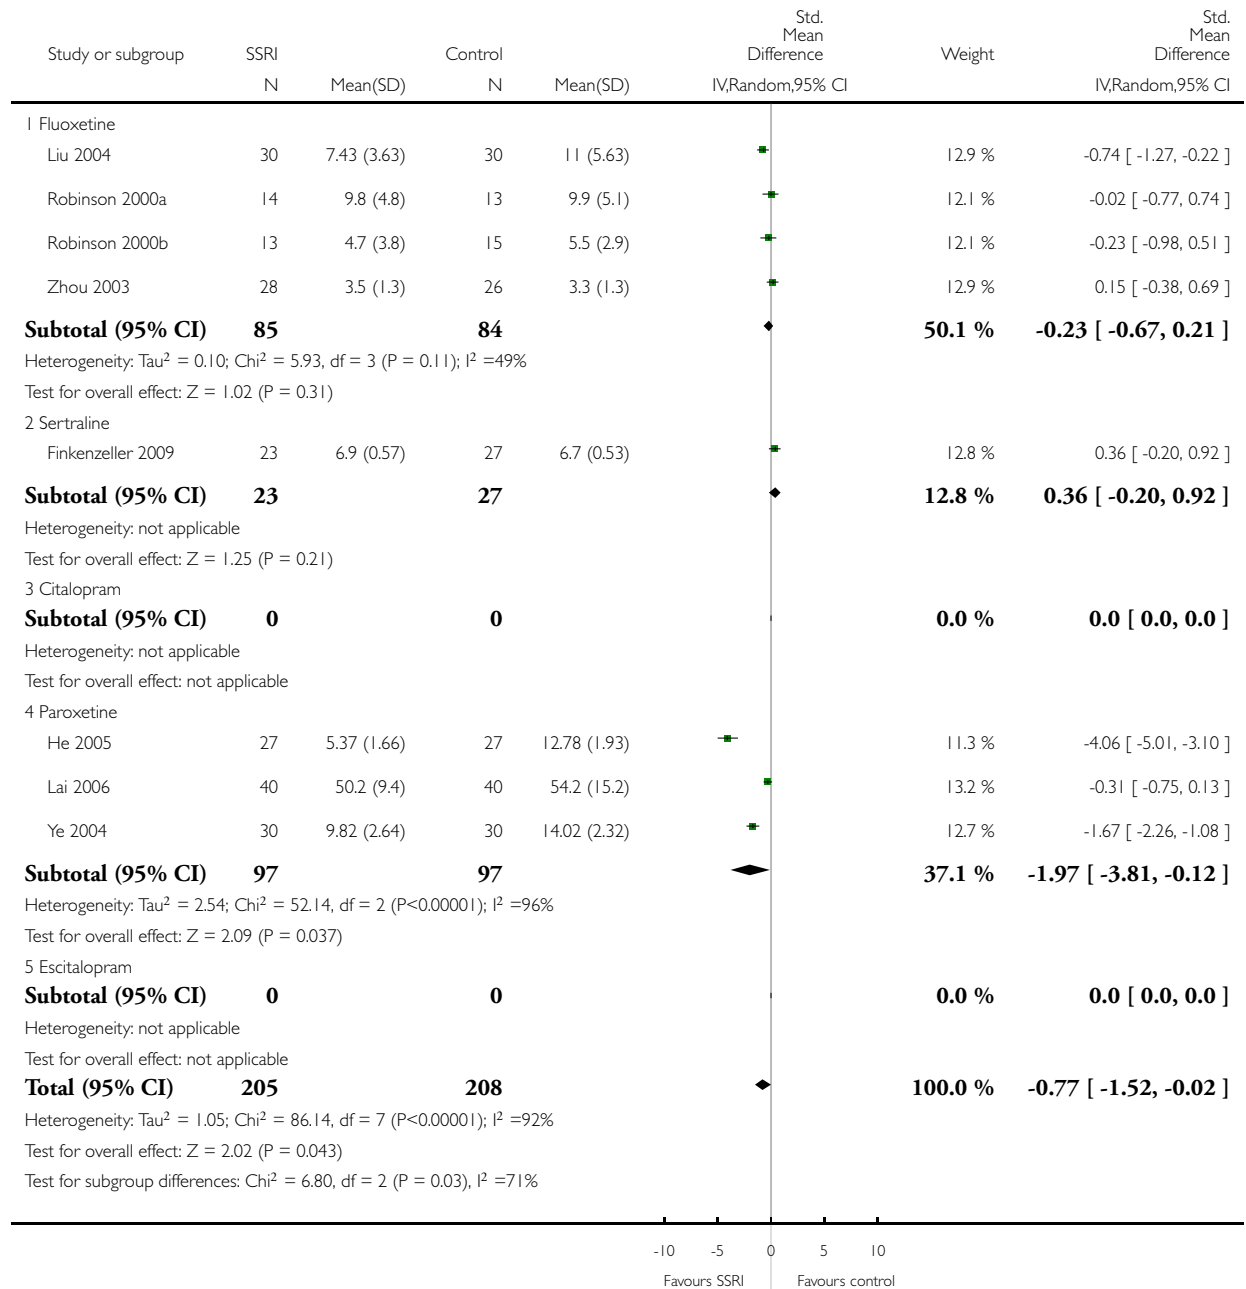 Std.
Mean
Difference
Std.
Mean
Difference
Study or subgroup SSRI Control Weight
N Mean(SD) N Mean(SD) IV,Random,95% CI IV,Random,95% CI
1 Fluoxetine
Liu 2004 30 7.43 (3.63) 30 11 (5.63) 12.9 % -0.74 [ -1.27, -0.22 ]
Robinson 2000a 14 9.8 (4.8) 13 9.9 (5.1) 12.1 % -0.02 [ -0.77, 0.74 ]
Robinson 2000b 13 4.7 (3.8) 15 5.5 (2.9) 12.1 % -0.23 [ -0.98, 0.51 ]
Zhou 2003 28 3.5 (1.3) 26 3.3 (1.3) 12.9 % 0.15 [ -0.38, 0.69 ]
Subtotal (95% CI) 85 84 50.1 % -0.23 [ -0.67, 0.21 ]
Heterogeneity: Tau² = 0.10; Chi² = 5.93, df = 3 (P = 0.11); I² =49%
Test for overall effect: Z = 1.02 (P = 0.31)
2 Sertraline
Finkenzeller 2009 23 6.9 (0.57) 27 6.7 (0.53) 12.8 % 0.36 [ -0.20, 0.92 ]
Subtotal (95% CI) 23 27 12.8 % 0.36 [ -0.20, 0.92 ]
Heterogeneity: not applicable
Test for overall effect: Z = 1.25 (P = 0.21)
3 Citalopram
Subtotal (95% CI) 0 0 0.0 % 0.0 [ 0.0, 0.0 ]
Heterogeneity: not applicable
Test for overall effect: not applicable
4 Paroxetine
He 2005 27 5.37 (1.66) 27 12.78 (1.93) 11.3 % -4.06 [ -5.01, -3.10 ]
Lai 2006 40 50.2 (9.4) 40 54.2 (15.2) 13.2 % -0.31 [ -0.75, 0.13 ]
Ye 2004 30 9.82 (2.64) 30 14.02 (2.32) 12.7 % -1.67 [ -2.26, -1.08 ]
Subtotal (95% CI) 97 97 37.1 % -1.97 [ -3.81, -0.12 ]
Heterogeneity: Tau² = 2.54; Chi² = 52.14, df = 2 (P<0.00001); I² =96%
Test for overall effect: Z = 2.09 (P = 0.037)
5 Escitalopram
Subtotal (95% CI) 0 0 0.0 % 0.0 [ 0.0, 0.0 ]
Heterogeneity: not applicable
Test for overall effect: not applicable
Total (95% CI) 205 208 100.0 % -0.77 [ -1.52, -0.02 ]
Heterogeneity: Tau² = 1.05; Chi² = 86.14, df = 7 (P<0.00001); I² =92%
Test for overall effect: Z = 2.02 (P = 0.043)
Test for subgroup differences: Chi² = 6.80, df = 2 (P = 0.03), I² =71%
-10 -5 0 5 10
Favours SSRI Favours control